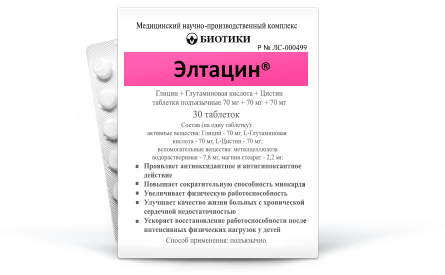 Медицинский научно-производственный комплекс
БИОТИКИ
Р № ЛС-000499
Элтацин®
Глицин + Глутаминовая кислота + Цистин
таблетки подъязычные 70 мг + 70 мг + 70 мг
30 таблеток
Состав (на одну таблетку):
активные вещества: Глицин - 70 мг, L-Глутаминовая
кислота - 70 мг, L-Цистин - 70 мг;
вспомогательные вещества: метилцеллюлоза
водорастворимая - 7,8 мг, магния стеарат - 2,2 мг.
Проявляет антиоксидантное и антигипоксантное
действие
Повышает сократительную способность миокарда
Увеличивает физическую работоспособность
Улучшает качество жизни больных с хронической
сердечной недостаточностью
Ускоряет восстановление работоспособности после
интенсивных физических нагрузок у детей
Способ применения: подъязычно.